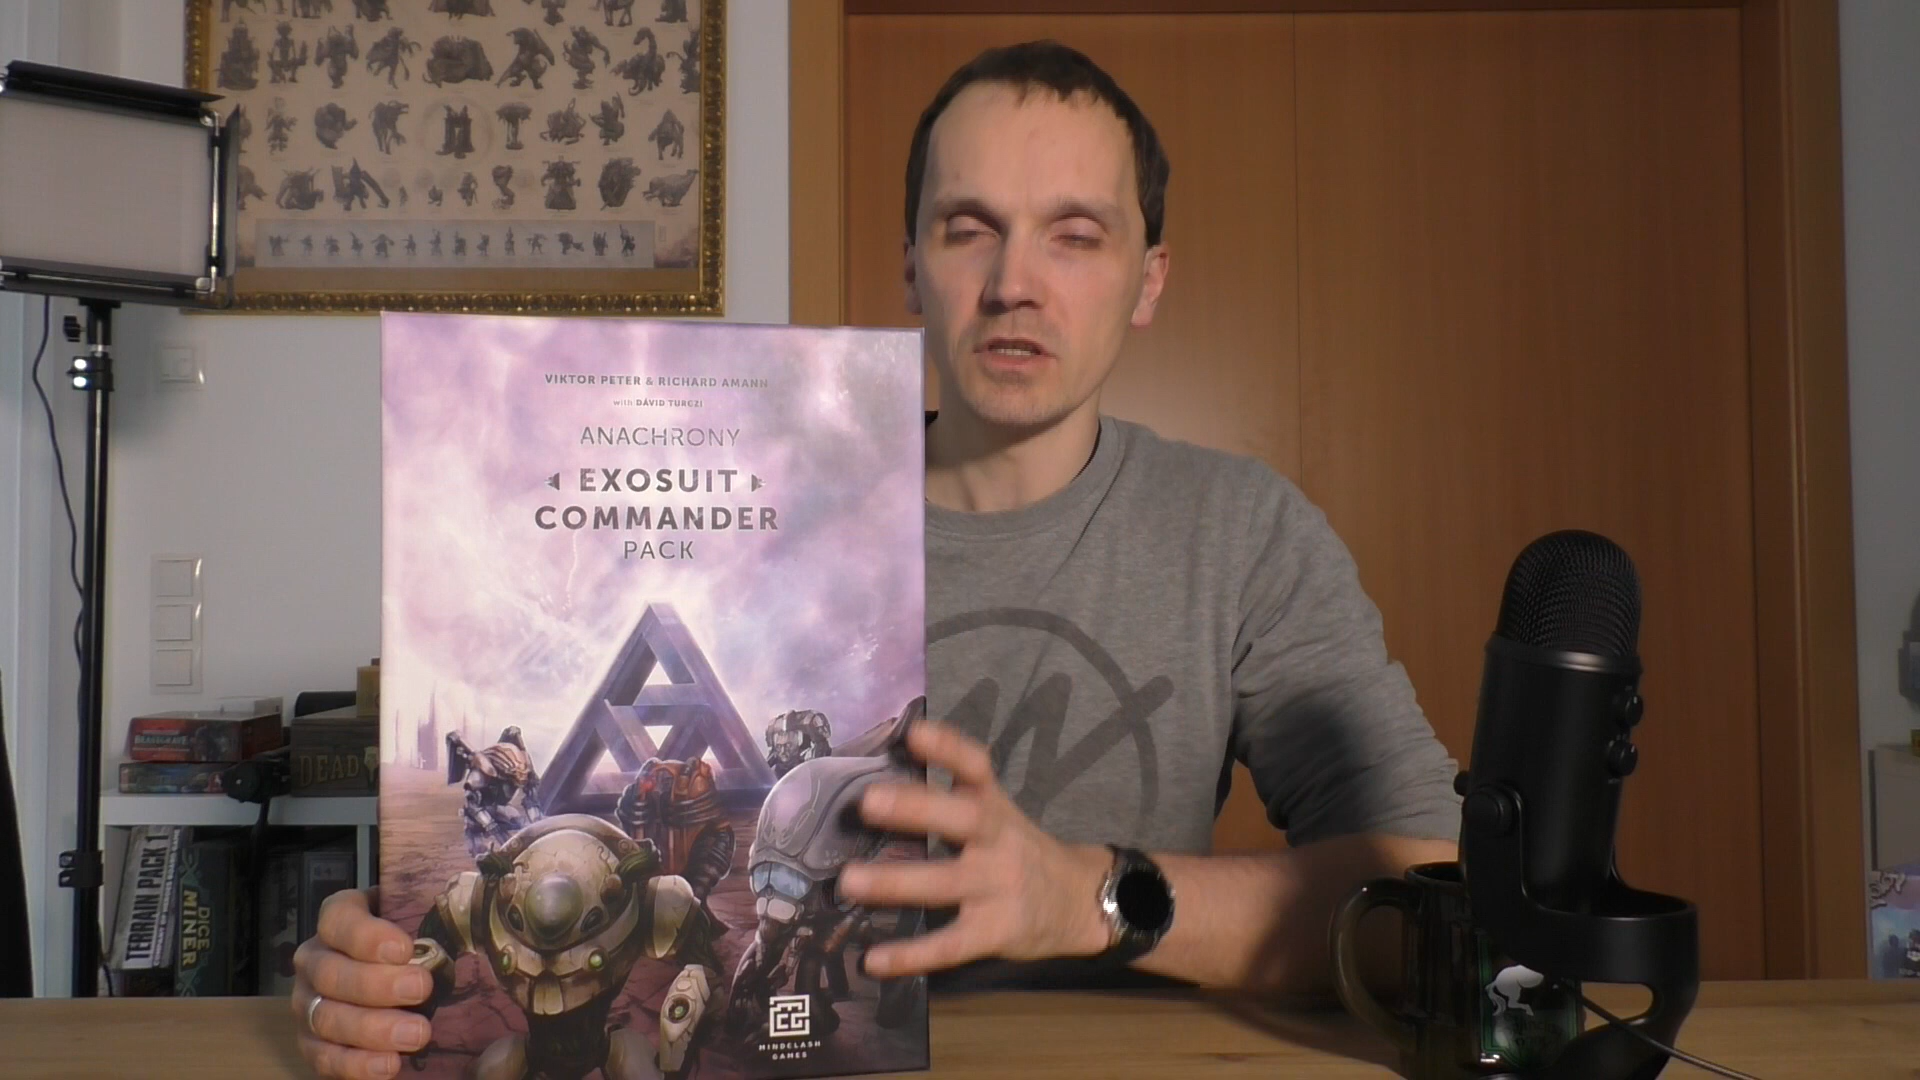 VIKTOR PETER & RICHARD AMANN
with DÁVID TURCZI
ANACHRONY
EXOSUIT
COMMANDER
PACK
MINDCLASH
GAMES
DEAD
TERRAIN PACK 1
DICE
MINER